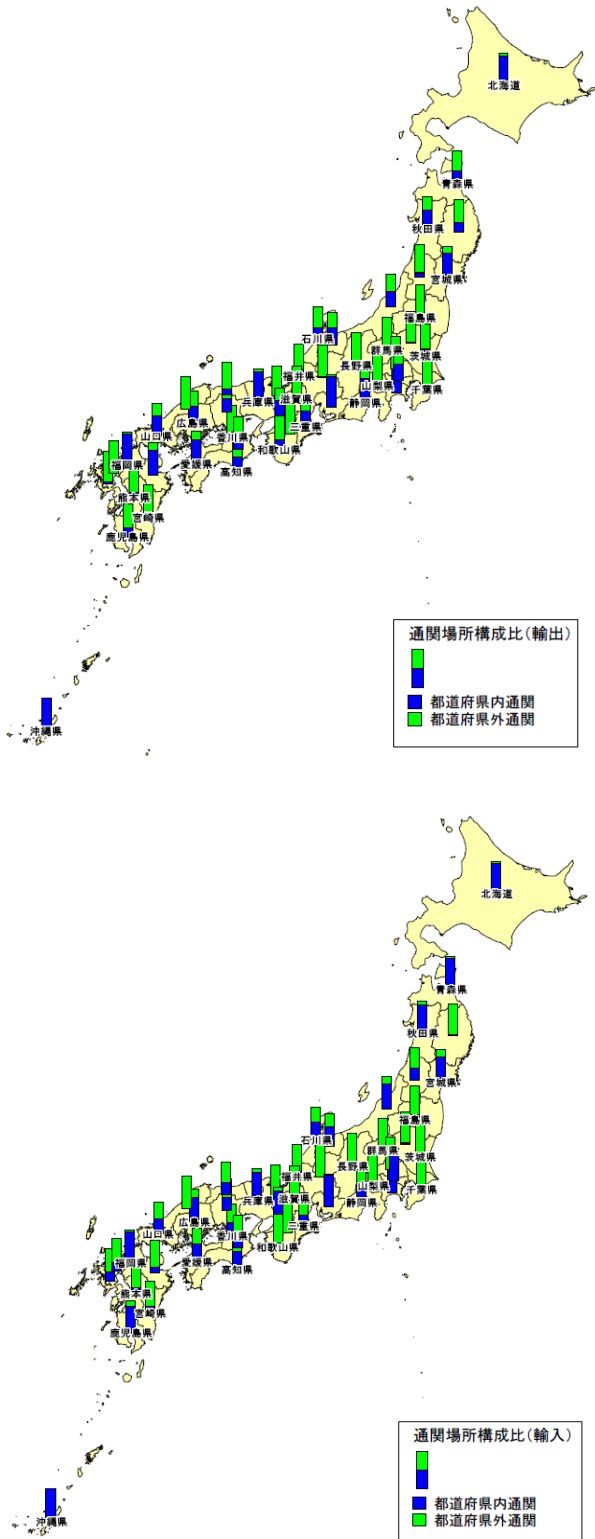 北海道
青森県
秋田県
宮城県
福島県
石川県
群馬県
長野県
茨城県
福井県
山梨県
千葉県
兵庫県
滋賀県
静岡県
広島県
三重県
山口県
香川県
和歌山県
福岡県
愛媛県
高知県
熊本県
宮崎県
鹿児島県
沖縄県
通関場所構成比(輸出)
都道府県内通関
都道府県外通関
北海道
青森県
秋田県
宮城県
福島県
石川県
群馬県
長野県
茨城県
福井県
山梨県
千葉県
兵庫県
滋賀県
静岡県
広島県
三重県
山口県
香川県
和歌山県
福岡県
愛媛県
高知県
熊本県
宮崎県
鹿児島県
沖縄県
通関場所構成比(輸入)
都道府県内通関
都道府県外通関